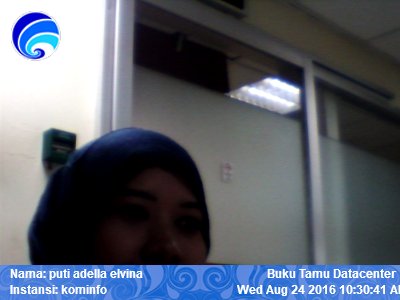 Nama: puti adella elvina
Buku Tamu Datacenter
Instansi: kominfo
Wed Aug 24 2016 10:30:41 A